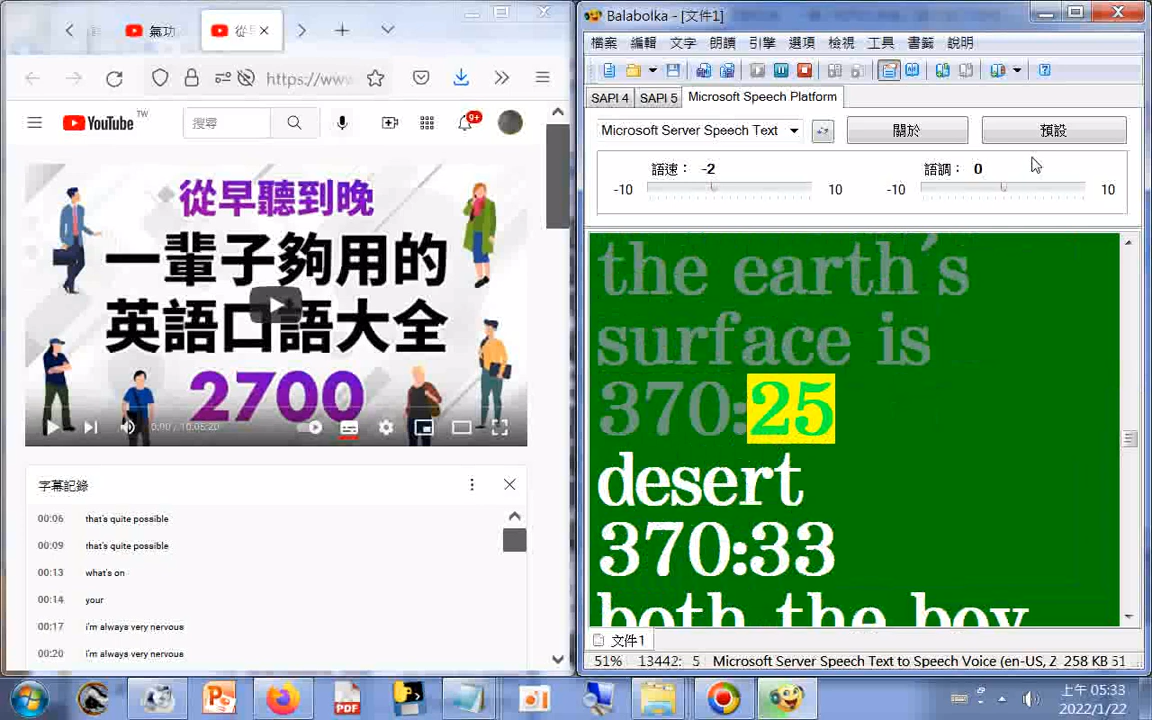 氣功
從
https://www
YouTube TW
搜尋
9+
從早聽到晚
一輩子夠用的
英語口語大全
2700
0:00 / 10:05:20
字幕記錄
00:06 that's quite possible
00:09 that's quite possible
00:13 what's on
00:14 your
00:17 i'm always very nervous
00:20 i'm always very nervous
Balabolka - [文件1]
檔案 編輯 文字 朗讀 引擎 選項 檢視 工具 書籤 說明
SAPI 4 SAPI 5 Microsoft Speech Platform
Microsoft Server Speech Text 關於 預設
語速： -2 語調： 0
-10 10 -10 10
the earth's
surface is
370:25
desert
370:33
both the boy
文件1
51% 13442: 5 Microsoft Server Speech Text to Speech Voice (en-US, Z 258 KB 51
PDF
上午 05:33
2022/1/22